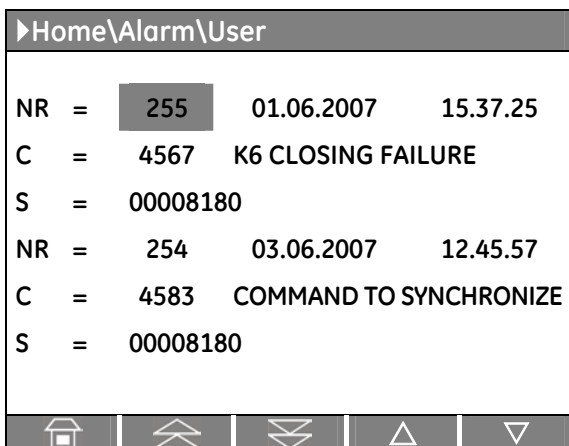 Home\Alarm\User
NR = 255 01.06.2007 15.37.25
C = 4567 K6 CLOSING FAILURE
S = 00008180
NR = 254 03.06.2007 12.45.57
C = 4583 COMMAND TO SYNCHRONIZE
S = 00008180